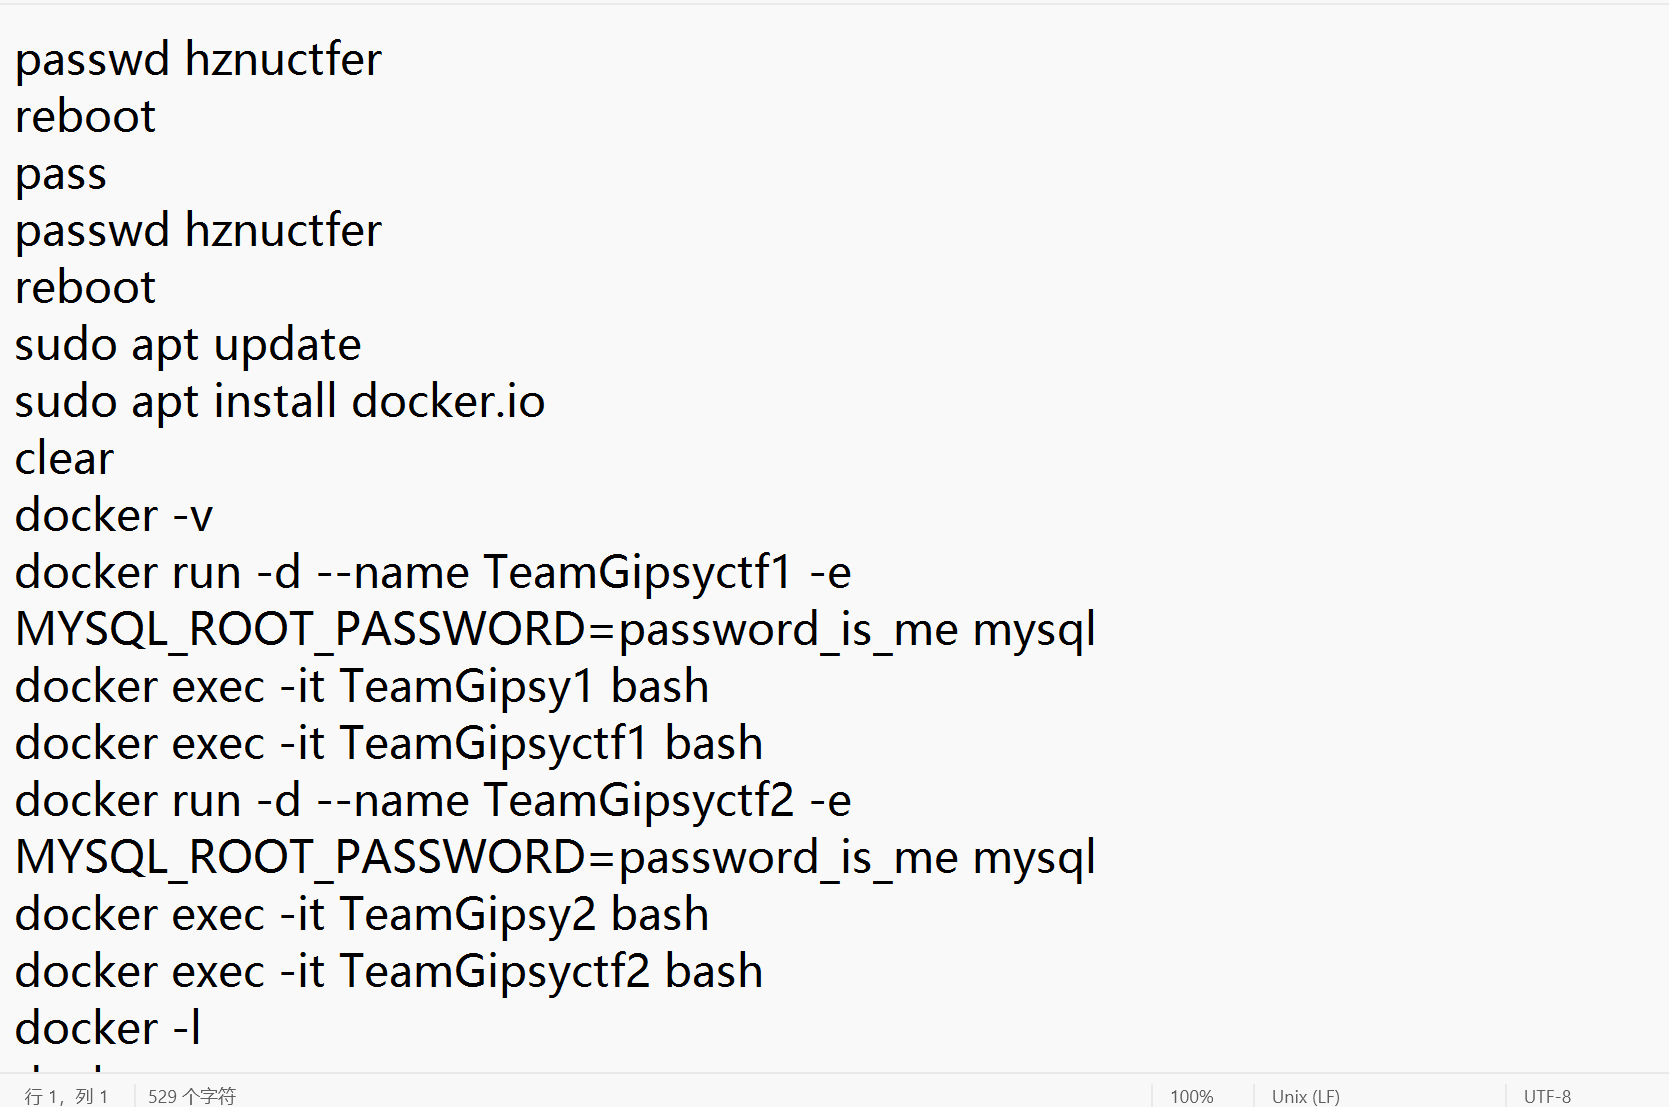 passwd hznuctfer
reboot
pass
passwd hznuctfer
reboot
sudo apt update
sudo apt install docker.io
clear
docker -v
docker run -d --name TeamGipsyctf1 -e
MYSQL_ROOT_PASSWORD=password_is_me mysql
docker exec -it TeamGipsy1 bash
docker exec -it TeamGipsyctf1 bash
docker run -d --name TeamGipsyctf2 -e
MYSQL_ROOT_PASSWORD=password_is_me mysql
docker exec -it TeamGipsy2 bash
docker exec -it TeamGipsyctf2 bash
docker -l
行 1，列 1 529 个字符 100% Unix (LF) UTF-8